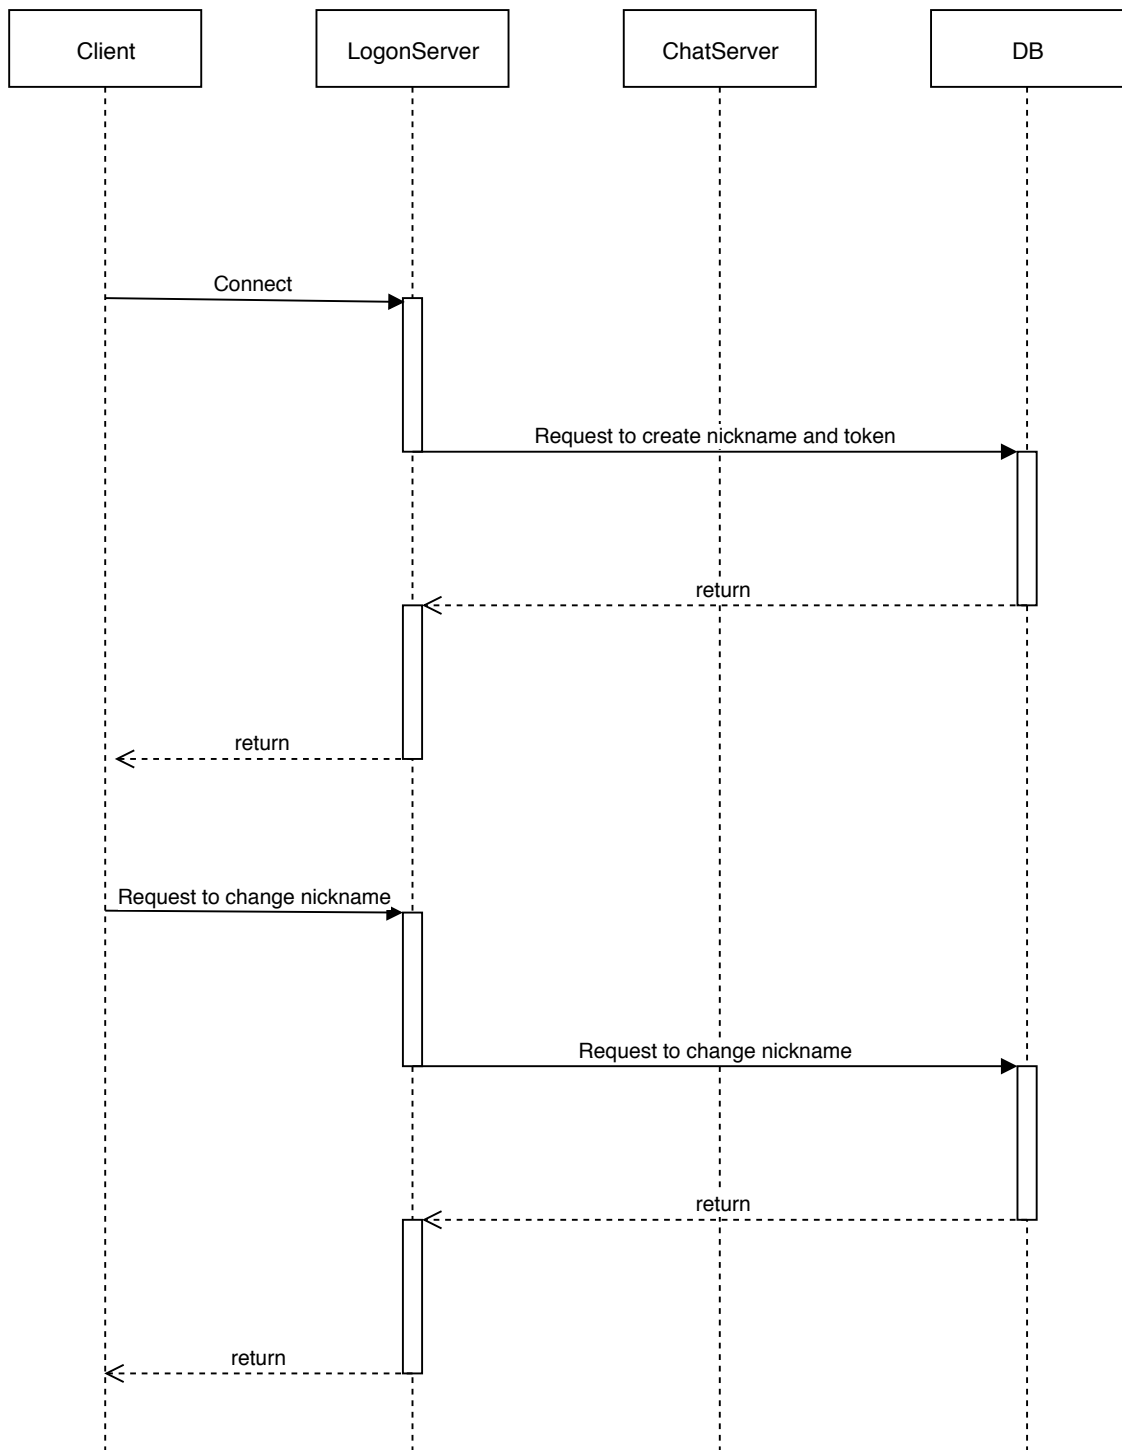 Client
LogonServer
ChatServer
DB
Connect
Request to create nickname and token
return
return
Request to change nickname
Request to change nickname
return
return